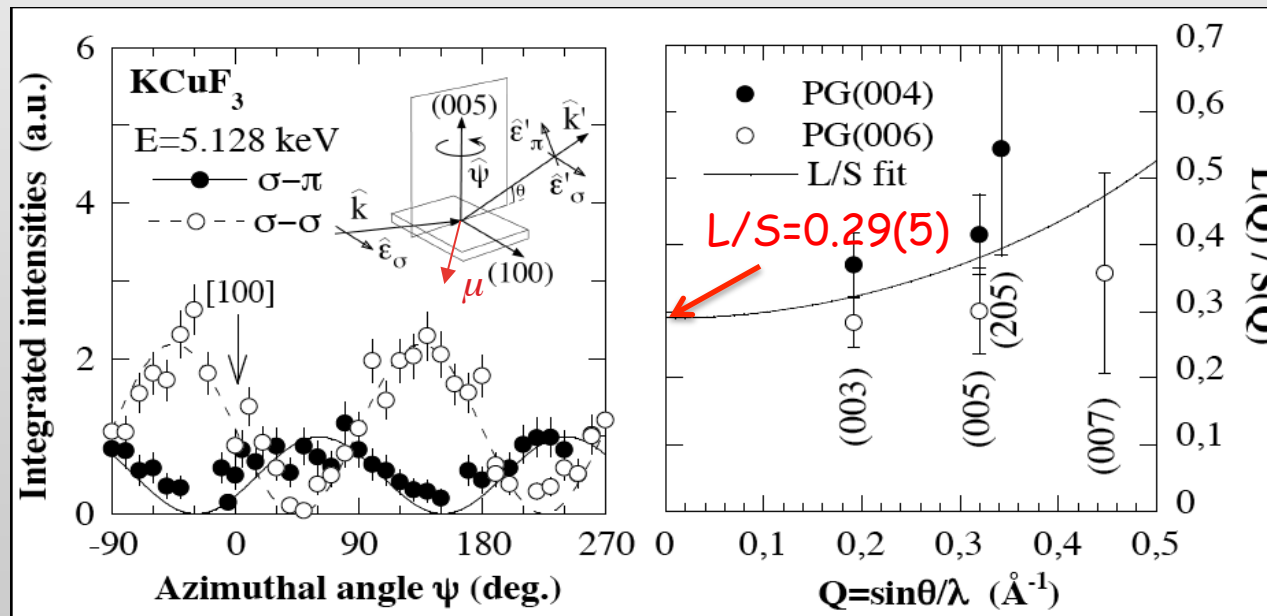 Integrated intensities (a.u.)
6
4
2
0
KCuF₃
E=5.128 keV
σ–π
σ–σ
[100]
(005)
ψ̂
k̂'
ε̂'π
ε̂'σ
θ
k̂
ε̂σ
(100)
μ
-90
0
90
180
270
Azimuthal angle ψ (deg.)
PG(004)
PG(006)
L/S fit
L/S=0.29(5)
(003)
(005)
(205)
(007)
0,7
0,6
0,5
0,4
0,3
0,2
0,1
0
L(Q) / S(Q)
0
0,1
0,2
0,3
0,4
0,5
Q=sinθ/λ (Å⁻¹)